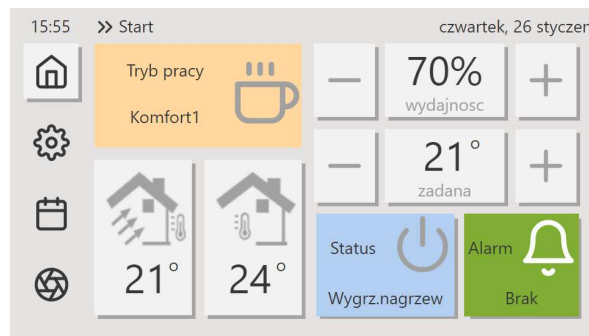 15:55 >> Start czwartek, 26 styczeń
Tryb pracy
Komfort1
70%
wydajnosc
21°
zadana
21°
24°
Status
Wygrz.nagrzew
Alarm
Brak